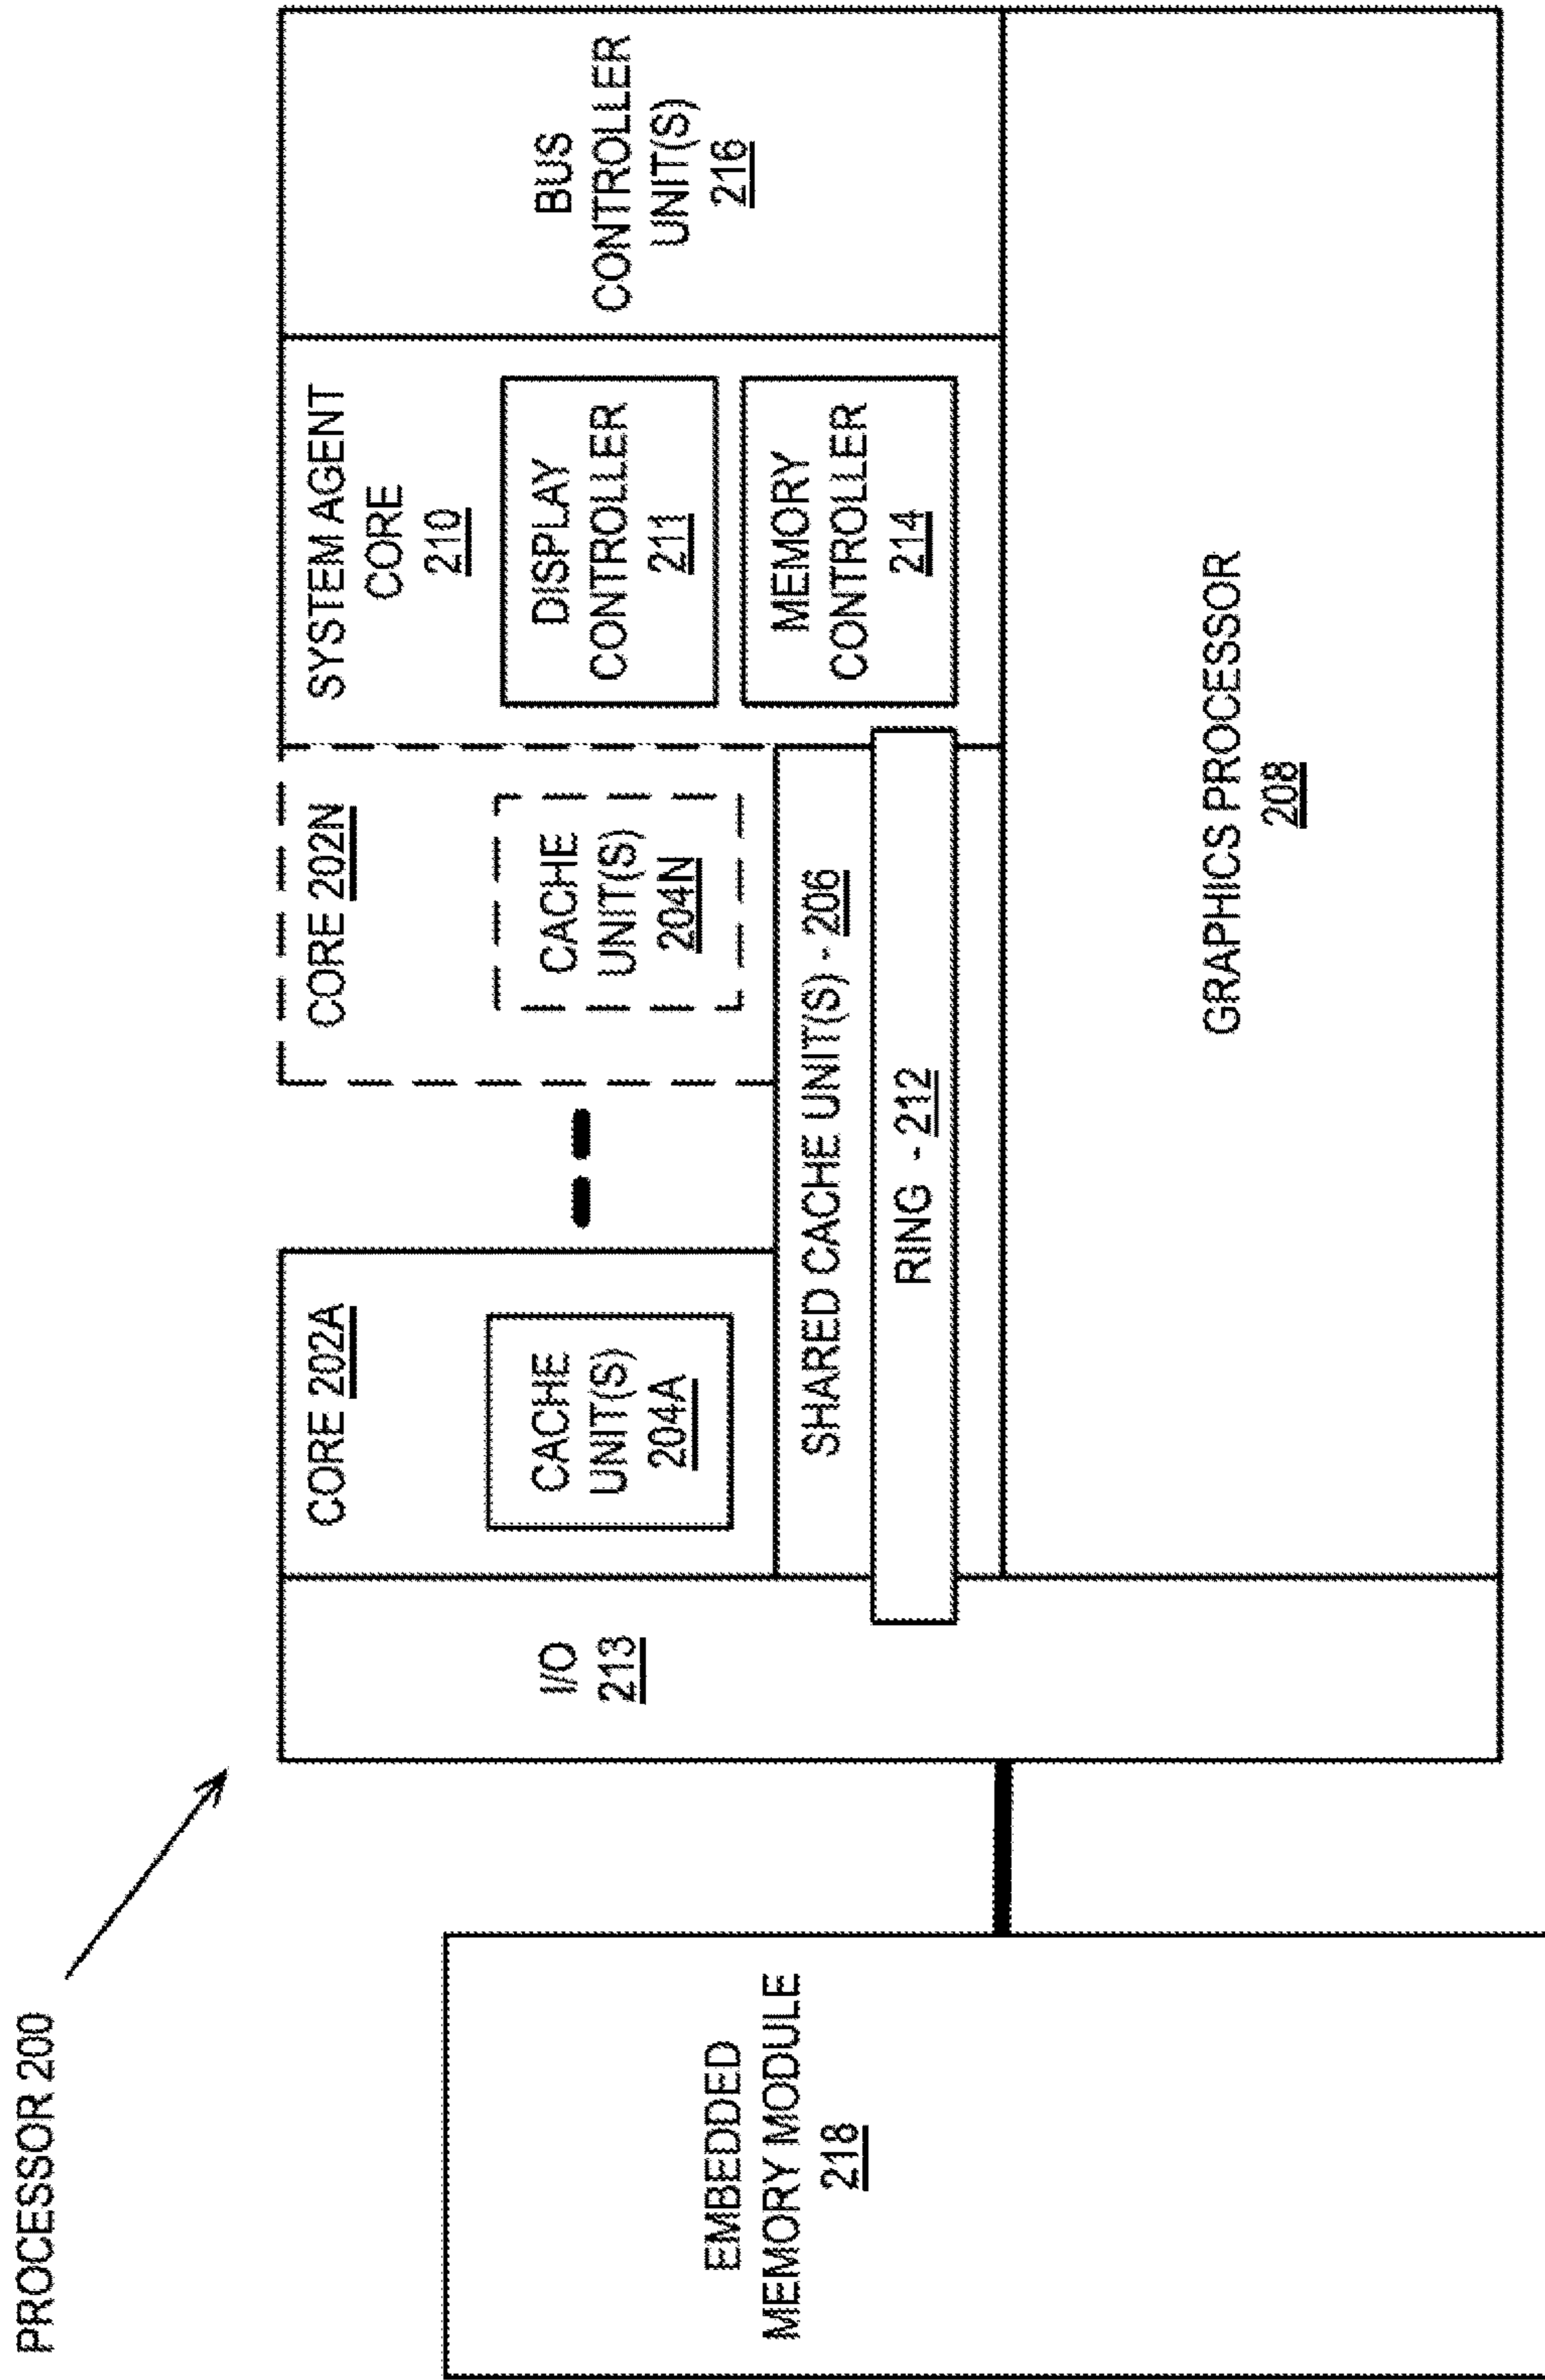 PROCESSOR 200
EMBEDDED
MEMORY MODULE
218
I/O
213
CORE 202A
CACHE
UNIT(S)
204A
CORE 202N
CACHE
UNIT(S)
204N
SHARED CACHE UNIT(S) - 206
RING - 212
SYSTEM AGENT
CORE
210
DISPLAY
CONTROLLER
211
MEMORY
CONTROLLER
214
BUS
CONTROLLER
UNIT(S)
216
GRAPHICS PROCESSOR
208